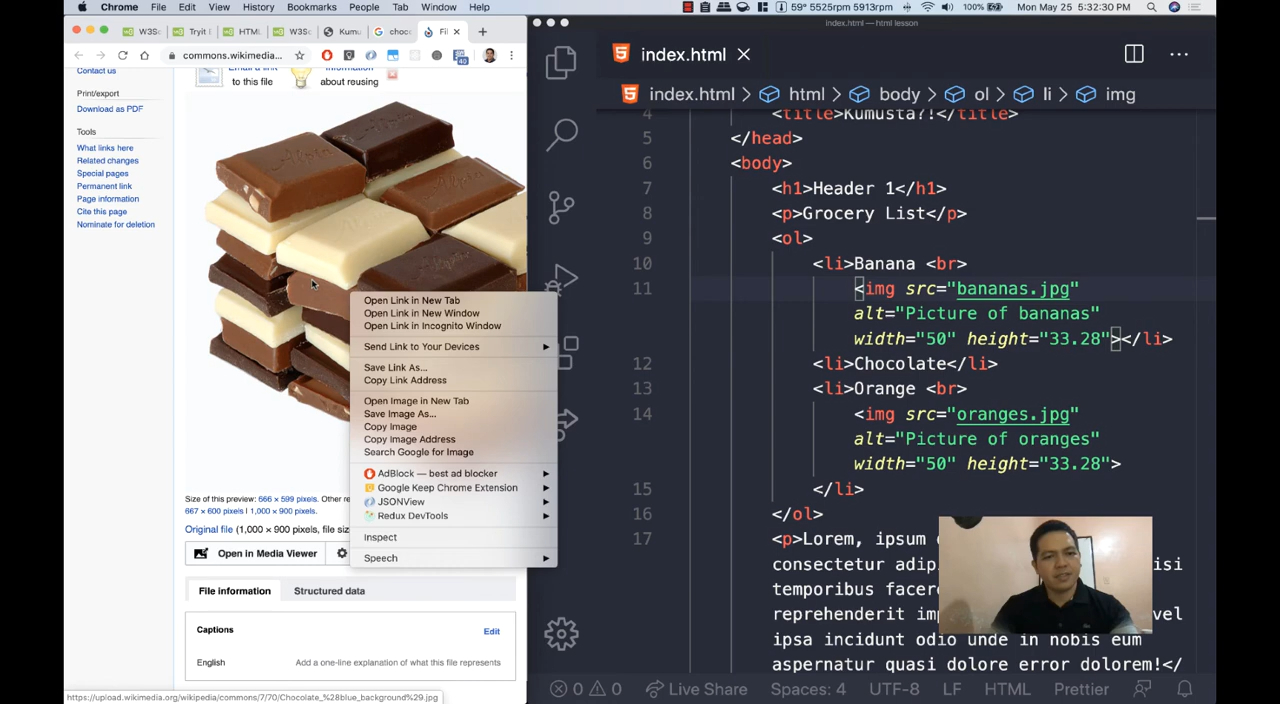 Chrome File Edit View History Bookmarks People Tab Window Help
59° 5525rpm 5913rpm 100% Mon May 25 5:32:30 PM
W3Sc Tryit HTML W3Sc Kumu choc Fil
commons.wikimedia...
40
Contact us
to this file
about reusing
Print/export
Download as PDF
Tools
What links here
Related changes
Special pages
Permanent link
Page information
Cite this page
Nominate for deletion
Open Link in New Tab
Open Link in New Window
Open Link in Incognito Window
Send Link to Your Devices
Save Link As...
Copy Link Address
Open Image in New Tab
Save Image As...
Copy Image
Copy Image Address
Search Google for Image
AdBlock — best ad blocker
Google Keep Chrome Extension
JSONView
Redux DevTools
Inspect
Speech
Size of this preview: 666 × 599 pixels. Other re
667 × 600 pixels | 1,000 × 900 pixels.
Original file (1,000 × 900 pixels, file siz
Open in Media Viewer
File information Structured data
Captions Edit
English Add a one-line explanation of what this file represents
https://upload.wikimedia.org/wikipedia/commons/7/70/Chocolate_%28blue_background%29.jpg
index.html — html lesson
index.html
index.html > html > body > ol > li > img
4 <title>Kumusta?!</title>
5 </head>
6 <body>
7 <h1>Header 1</h1>
8 <p>Grocery List</p>
9 <ol>
10 <li>Banana <br>
11 <img src="bananas.jpg"
alt="Picture of bananas"
width="50" height="33.28"></li>
12 <li>Chocolate</li>
13 <li>Orange <br>
14 <img src="oranges.jpg"
alt="Picture of oranges"
width="50" height="33.28">
15 </li>
16 </ol>
17 <p>Lorem, ipsum
consectetur adip isi
temporibus facer
reprehenderit im vel
ipsa incidunt odio unde in nobis eum
aspernatur quasi dolore error dolorem!</
0 0 Live Share Spaces: 4 UTF-8 LF HTML Prettier